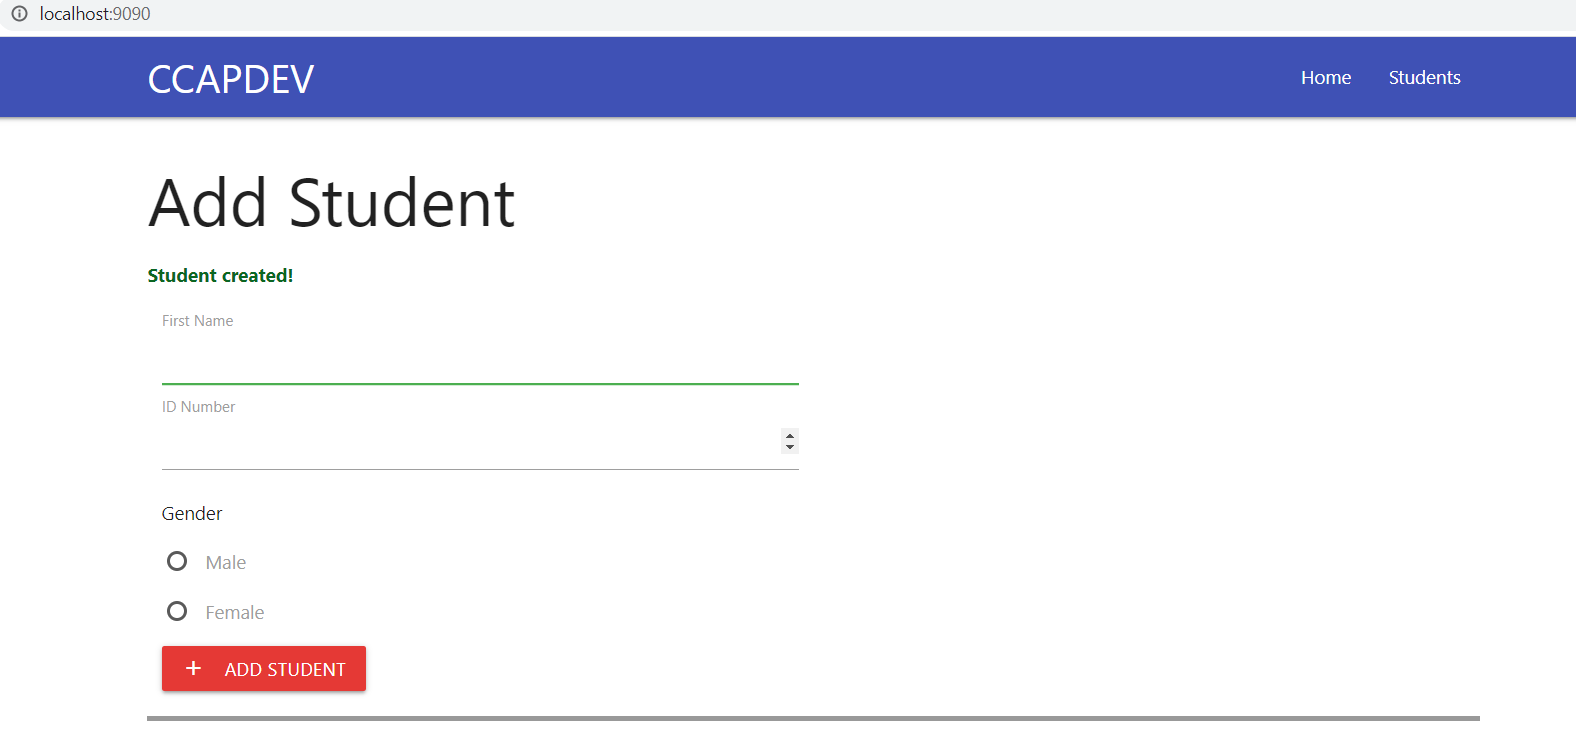 localhost:9090
CCAPDEV
Home
Students
Add Student
Student created!
First Name
ID Number
Gender
Male
Female
+ ADD STUDENT